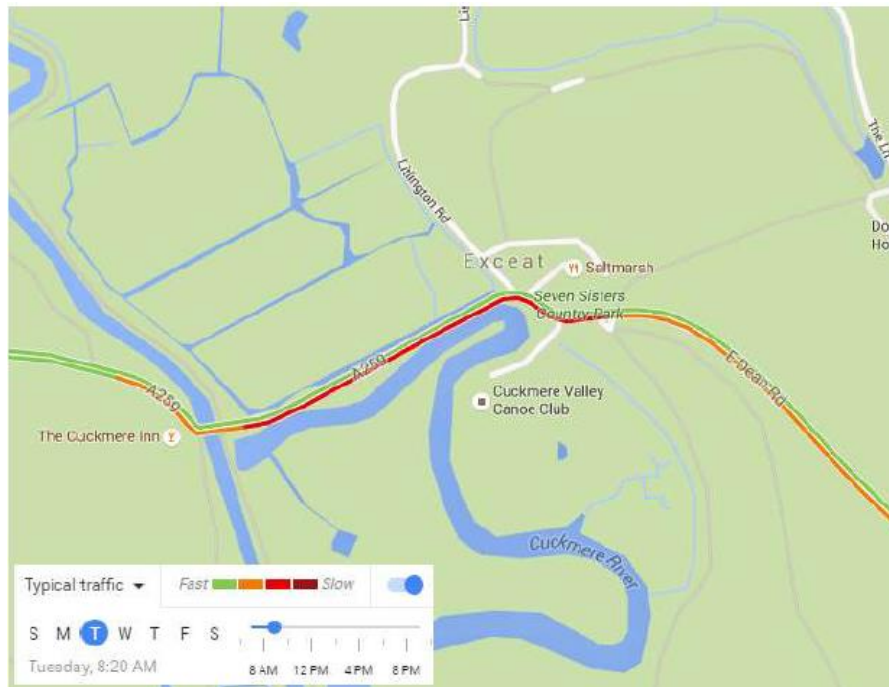 Litlington Rd
Exceat
Saltmarsh
Seven Sisters
Country Park
A259
E Dean Rd
A259
Cuckmere Valley
Canoe Club
The Cuckmere Inn
Cuckmere River
Typical traffic
Fast
Slow
S M T W T F S
Tuesday, 8:20 AM
8 AM 12 PM 4 PM 8 PM